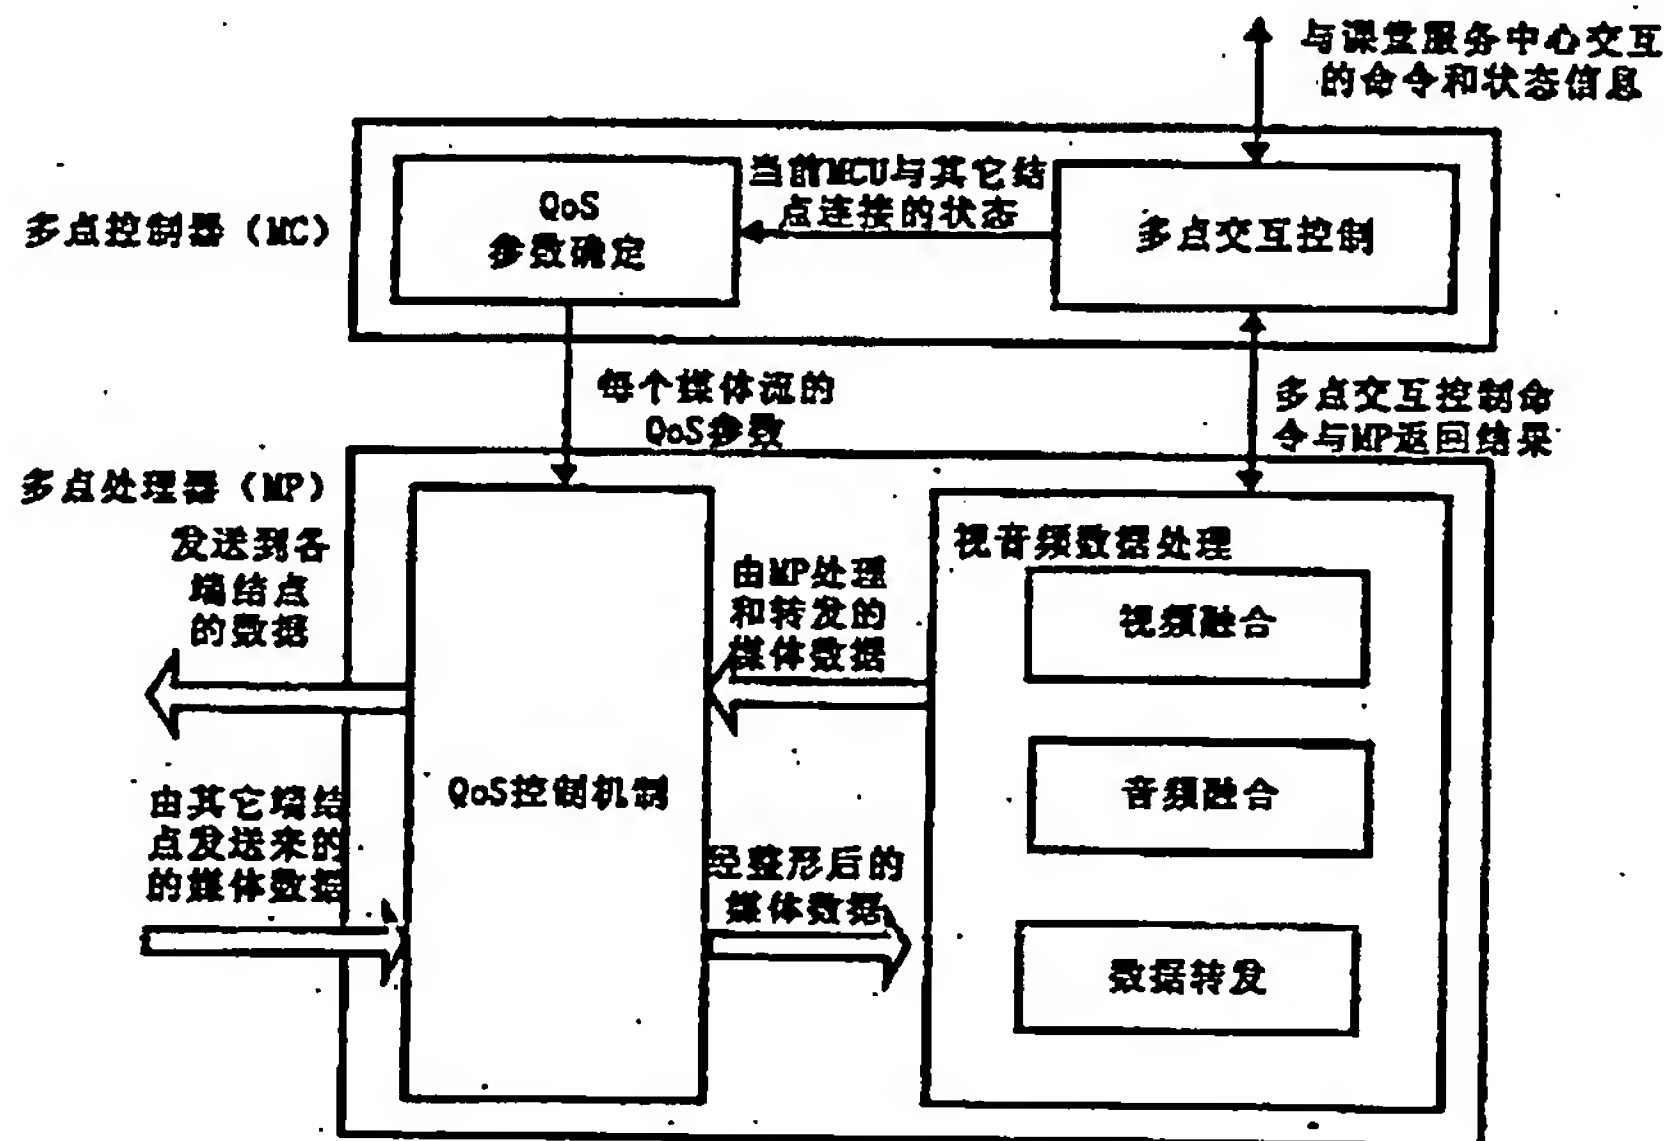 与课堂服务中心交互
的命令和状态信息
多点控制器（MC）
QoS
参数确定
当前MCU与其它结
点连接的状态
多点交互控制
每个媒体流的
QoS参数
多点交互控制命
令与MP返回结果
多点处理器（MP）
发送到各
端结点
的数据
由MP处理
和转发的
媒体数据
视音频数据处理
视频融合
音频融合
数据转发
QoS控制机制
由其它端结
点发送来的
的媒体数据
经整形后的
媒体数据